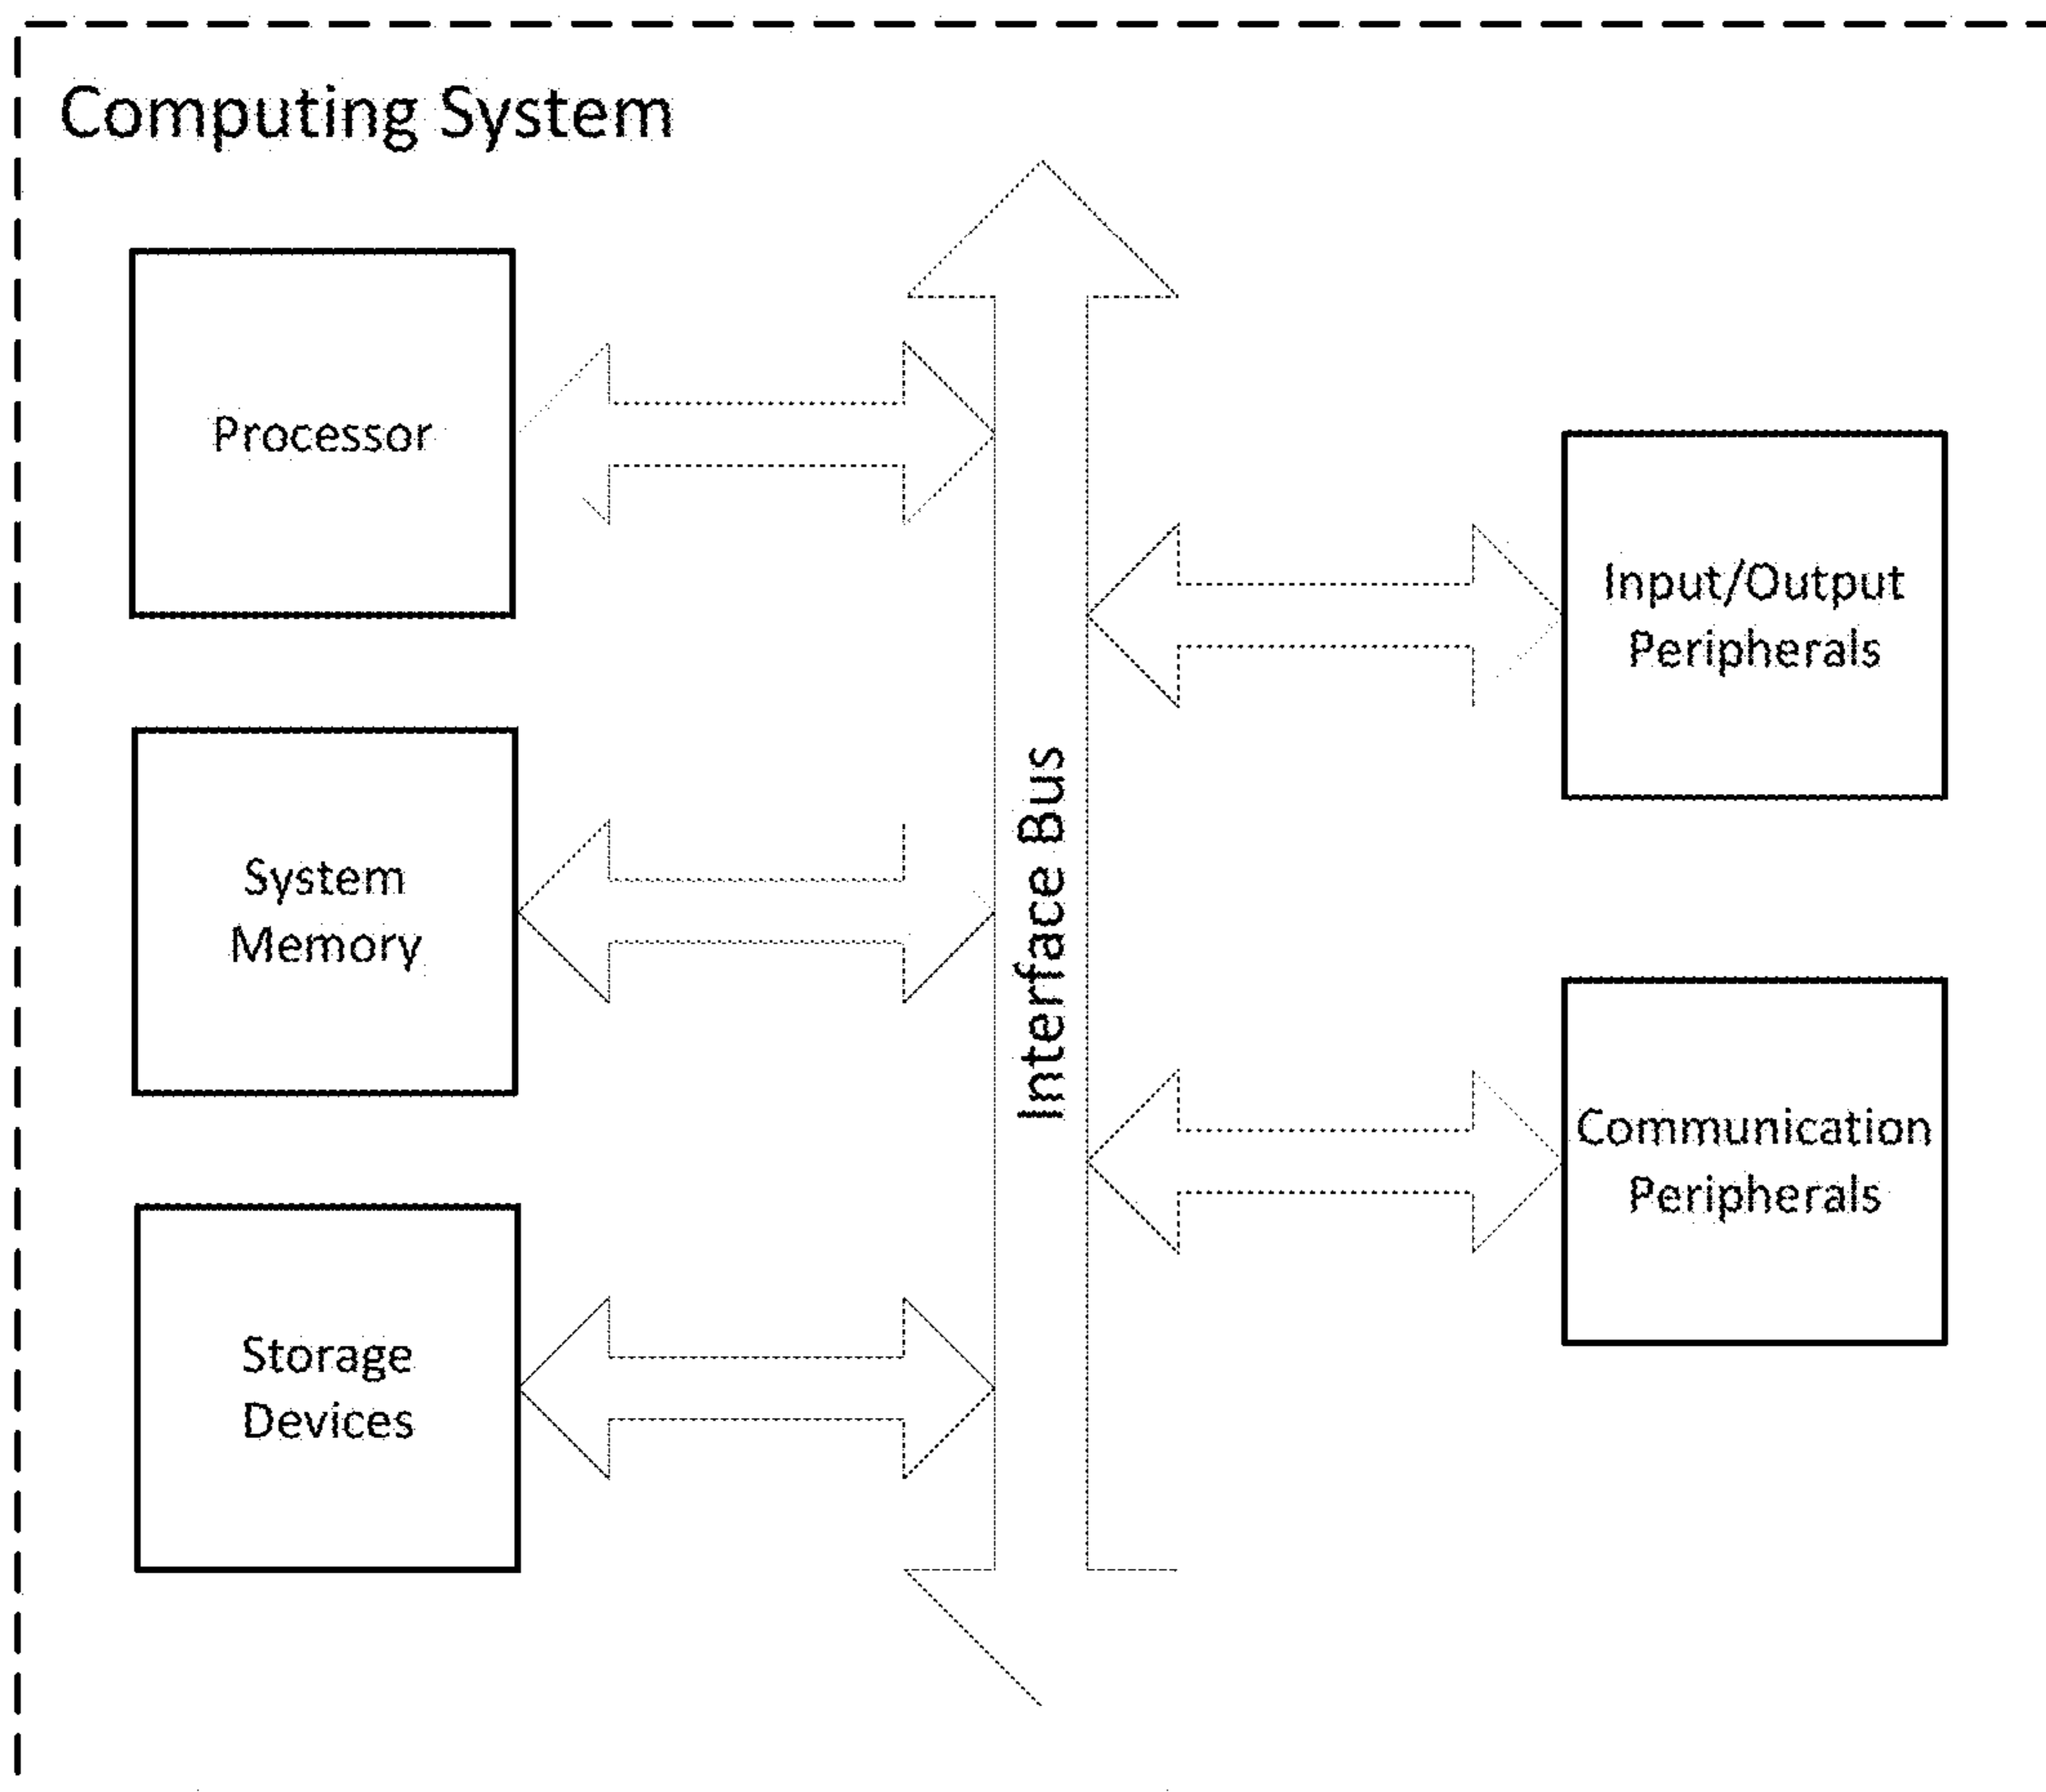 Computing System
Processor
System
Memory
Storage
Devices
Interface Bus
Input/Output
Peripherals
Communication
Peripherals